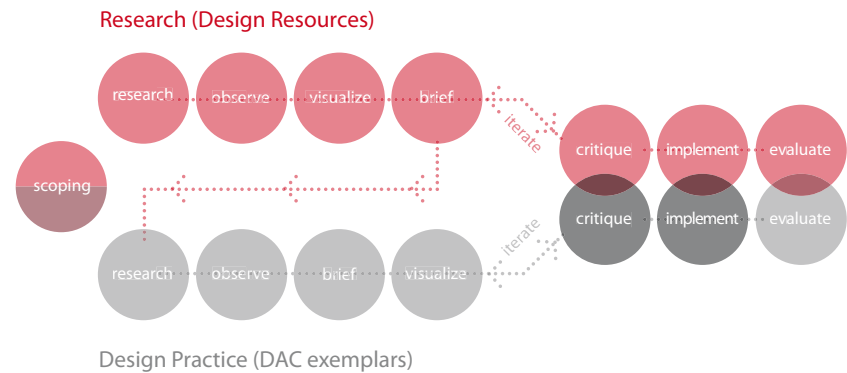 Research (Design Resources)
research observe visualize brief
iterate
critique implement evaluate
scoping
critique implement evaluate
iterate
research observe brief visualize
Design Practice (DAC exemplars)